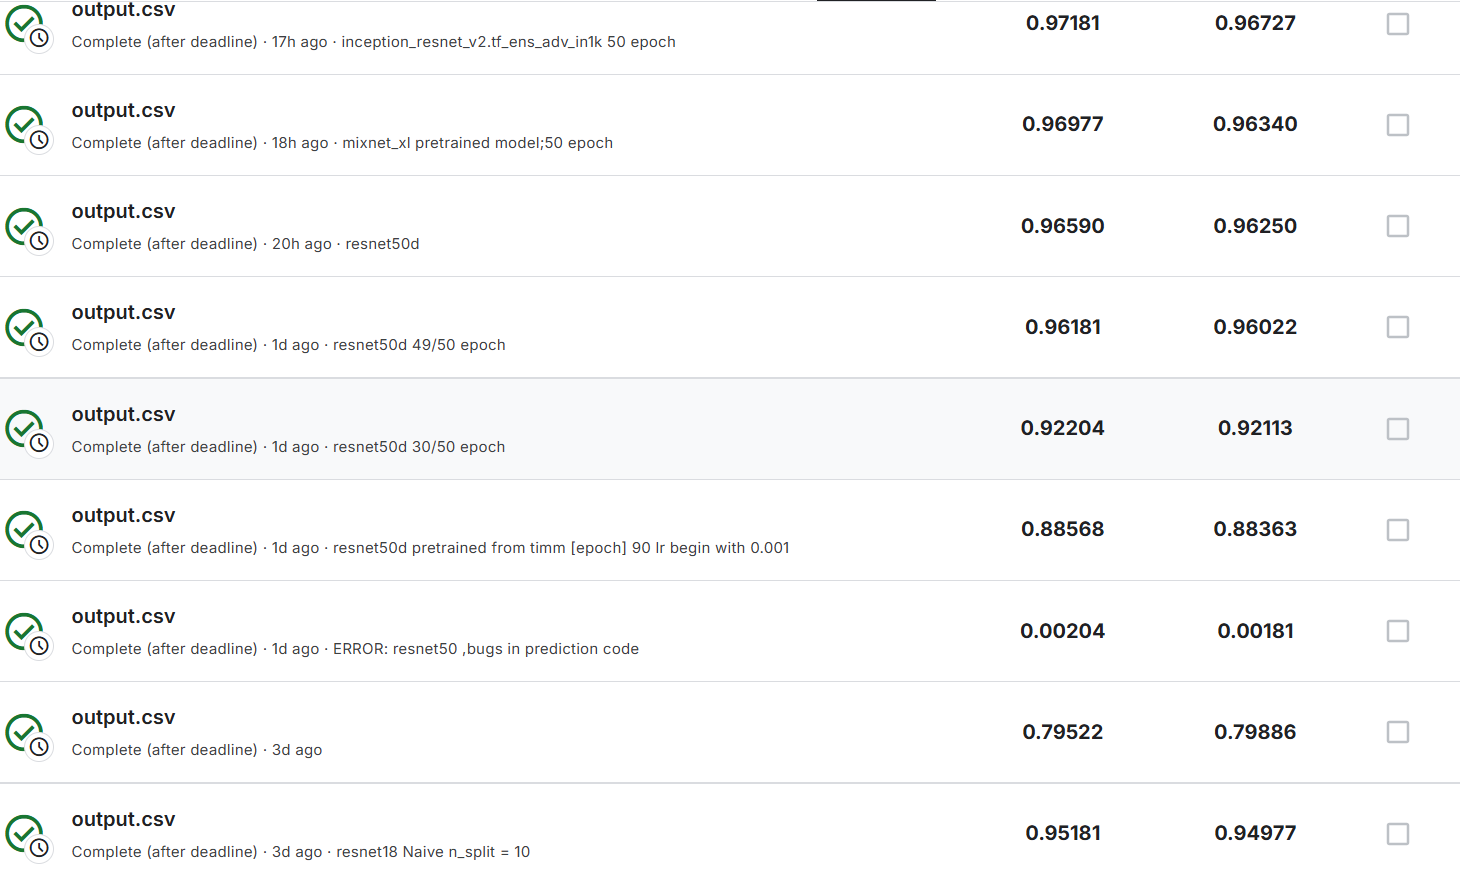 output.csv
0.97181 0.96727
Complete (after deadline) · 17h ago · inception_resnet_v2.tf_ens_adv_in1k 50 epoch
output.csv
0.96977 0.96340
Complete (after deadline) · 18h ago · mixnet_xl pretrained model;50 epoch
output.csv
0.96590 0.96250
Complete (after deadline) · 20h ago · resnet50d
output.csv
0.96181 0.96022
Complete (after deadline) · 1d ago · resnet50d 49/50 epoch
output.csv
0.92204 0.92113
Complete (after deadline) · 1d ago · resnet50d 30/50 epoch
output.csv
0.88568 0.88363
Complete (after deadline) · 1d ago · resnet50d pretrained from timm [epoch] 90 lr begin with 0.001
output.csv
0.00204 0.00181
Complete (after deadline) · 1d ago · ERROR: resnet50 ,bugs in prediction code
output.csv
0.79522 0.79886
Complete (after deadline) · 3d ago
output.csv
0.95181 0.94977
Complete (after deadline) · 3d ago · resnet18 Naive n_split = 10